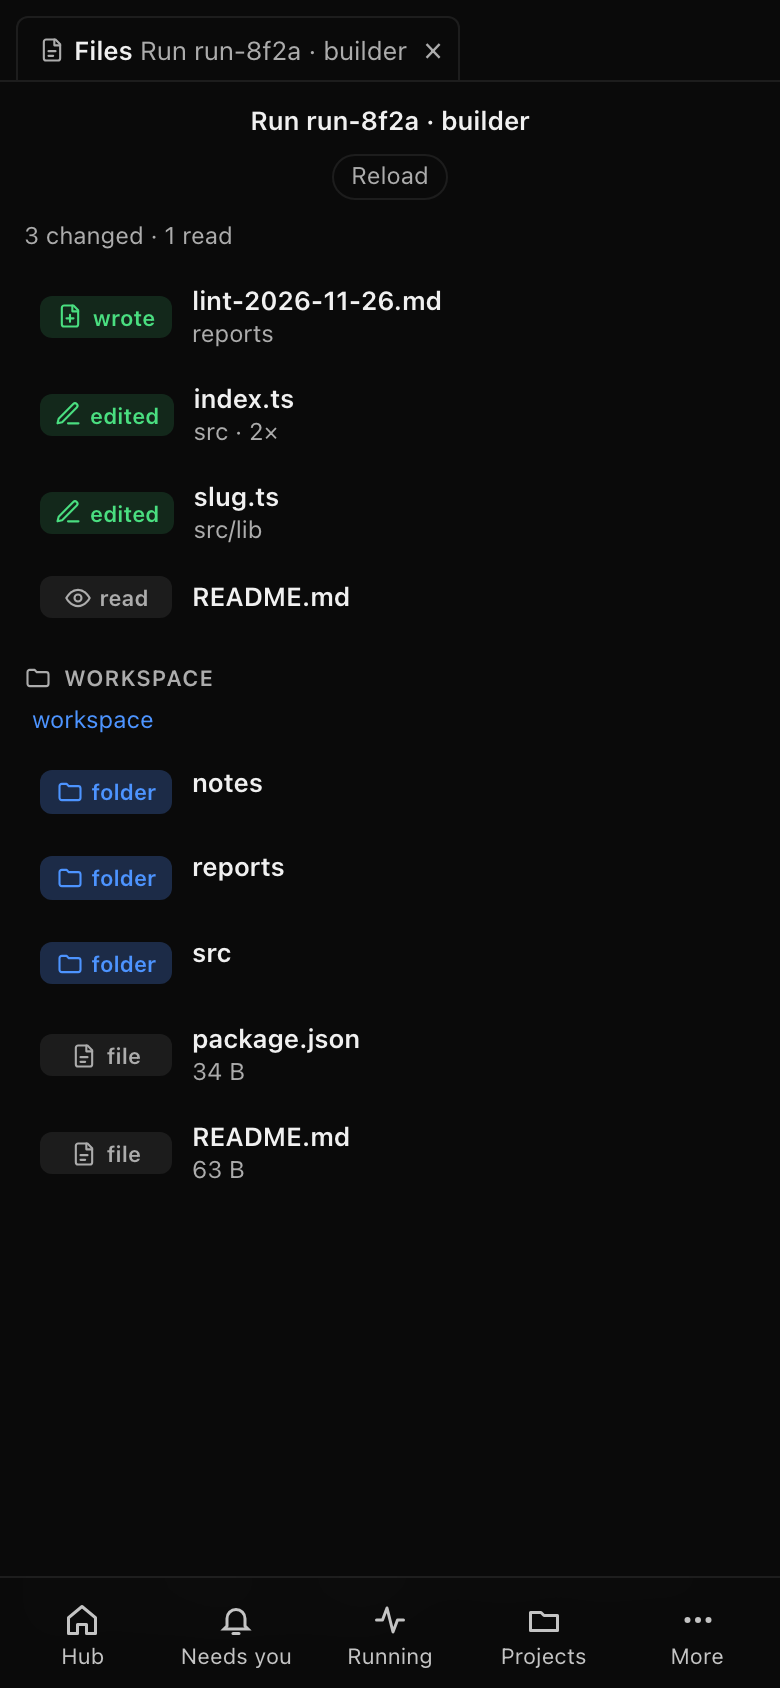 Files Run run-8f2a · builder ×
Run run-8f2a · builder
Reload
3 changed · 1 read
wrote lint-2026-11-26.md
reports
edited index.ts
src · 2×
edited slug.ts
src/lib
read README.md
WORKSPACE
workspace
folder notes
folder reports
folder src
file package.json
34 B
file README.md
63 B
Hub Needs you Running Projects More